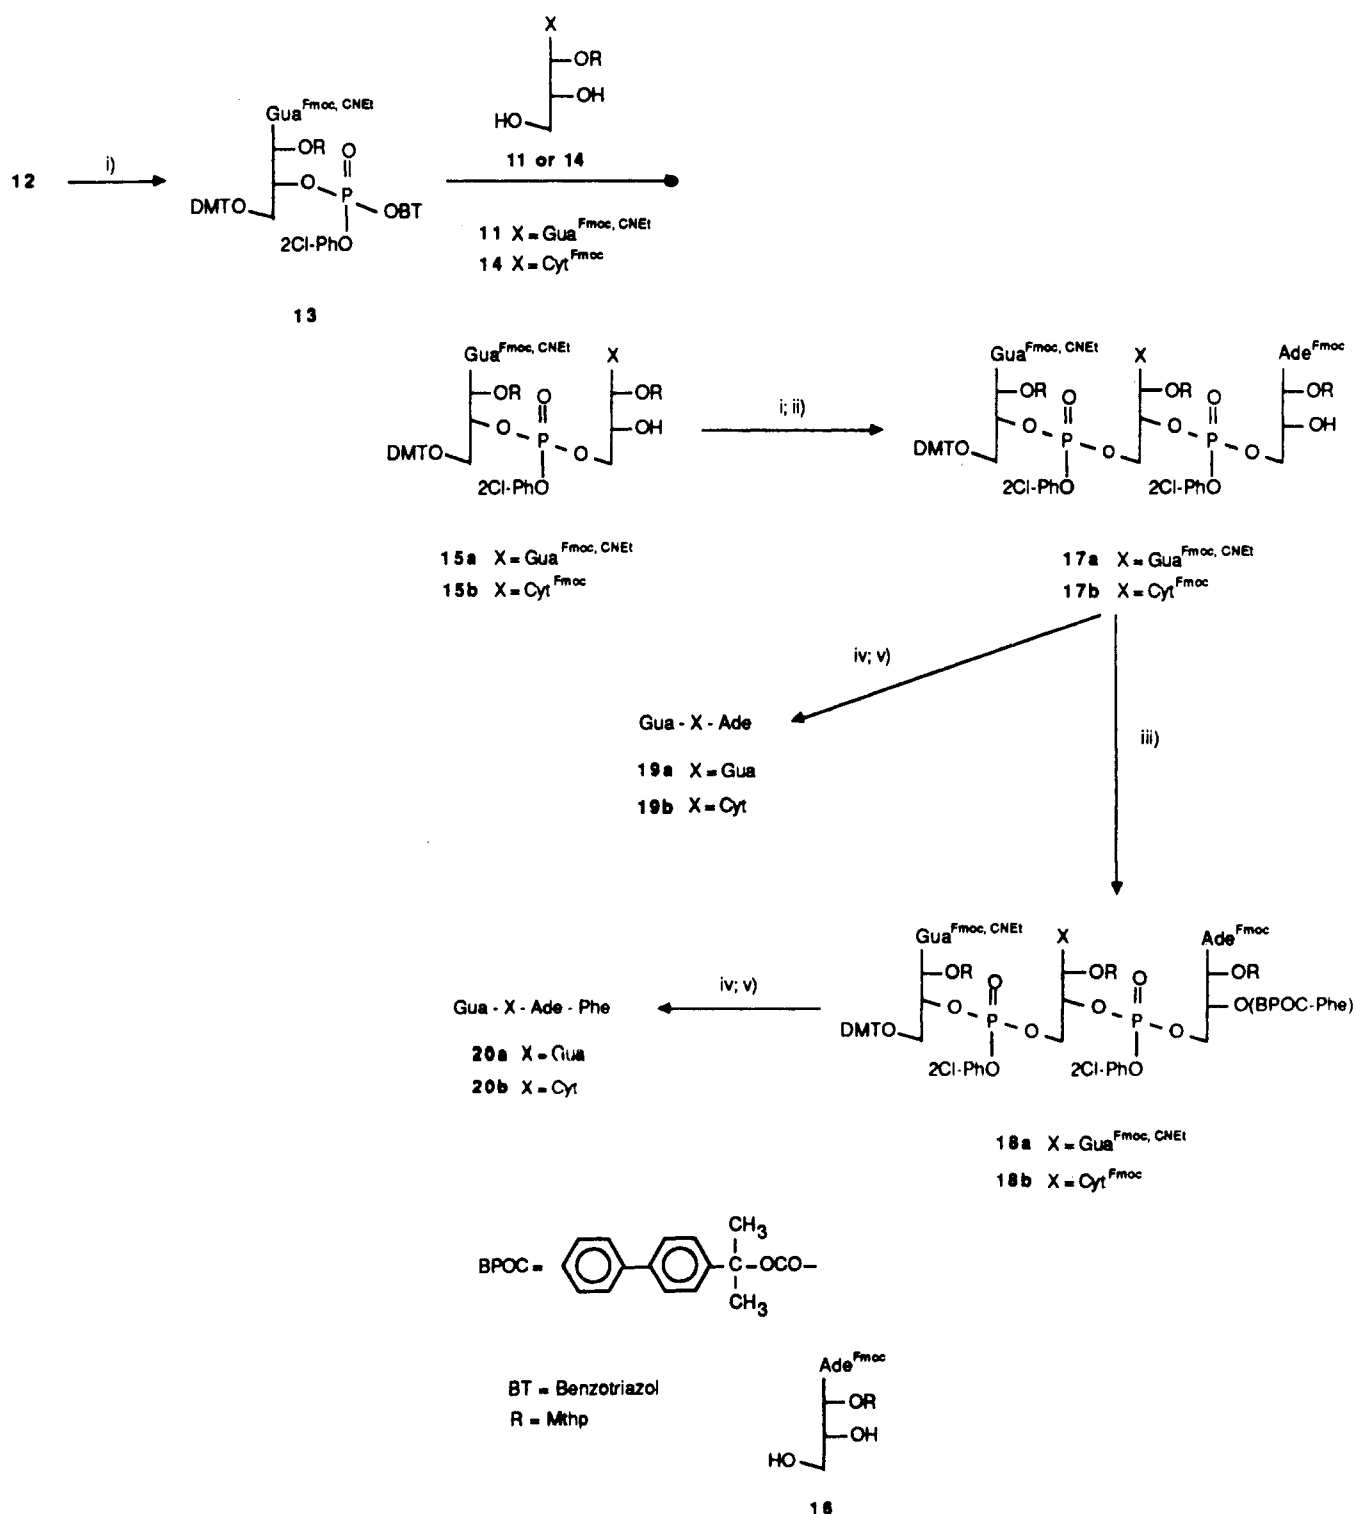 X
OR
OH
HO
11 or 14
Gua^Fmoc, CNEt
OR
O
O
P
OBT
DMTO
2Cl-PhO
13
12
i)
11 X = Gua^Fmoc, CNEt
14 X = Cyt^Fmoc
Gua^Fmoc, CNEt X
OR O OR
O P OH
DMTO O
2Cl-PhO
15a X = Gua^Fmoc, CNEt
15b X = Cyt^Fmoc
i; ii)
Gua^Fmoc, CNEt X Ade^Fmoc
OR O OR O OR
O P O P OH
DMTO O O
2Cl-PhO 2Cl-PhO
17a X = Gua^Fmoc, CNEt
17b X = Cyt^Fmoc
iv; v)
iii)
Gua - X - Ade
19a X = Gua
19b X = Cyt
Gua^Fmoc, CNEt X Ade^Fmoc
OR O OR O OR
O P O P O(BPOC-Phe)
DMTO O O
2Cl-PhO 2Cl-PhO
18a X = Gua^Fmoc, CNEt
18b X = Cyt^Fmoc
iv; v)
Gua - X - Ade - Phe
20a X = Gua
20b X = Cyt
CH3
BPOC = C-OCO-
CH3
BT = Benzotriazol
R = Mthp
Ade^Fmoc
OR
OH
HO
16